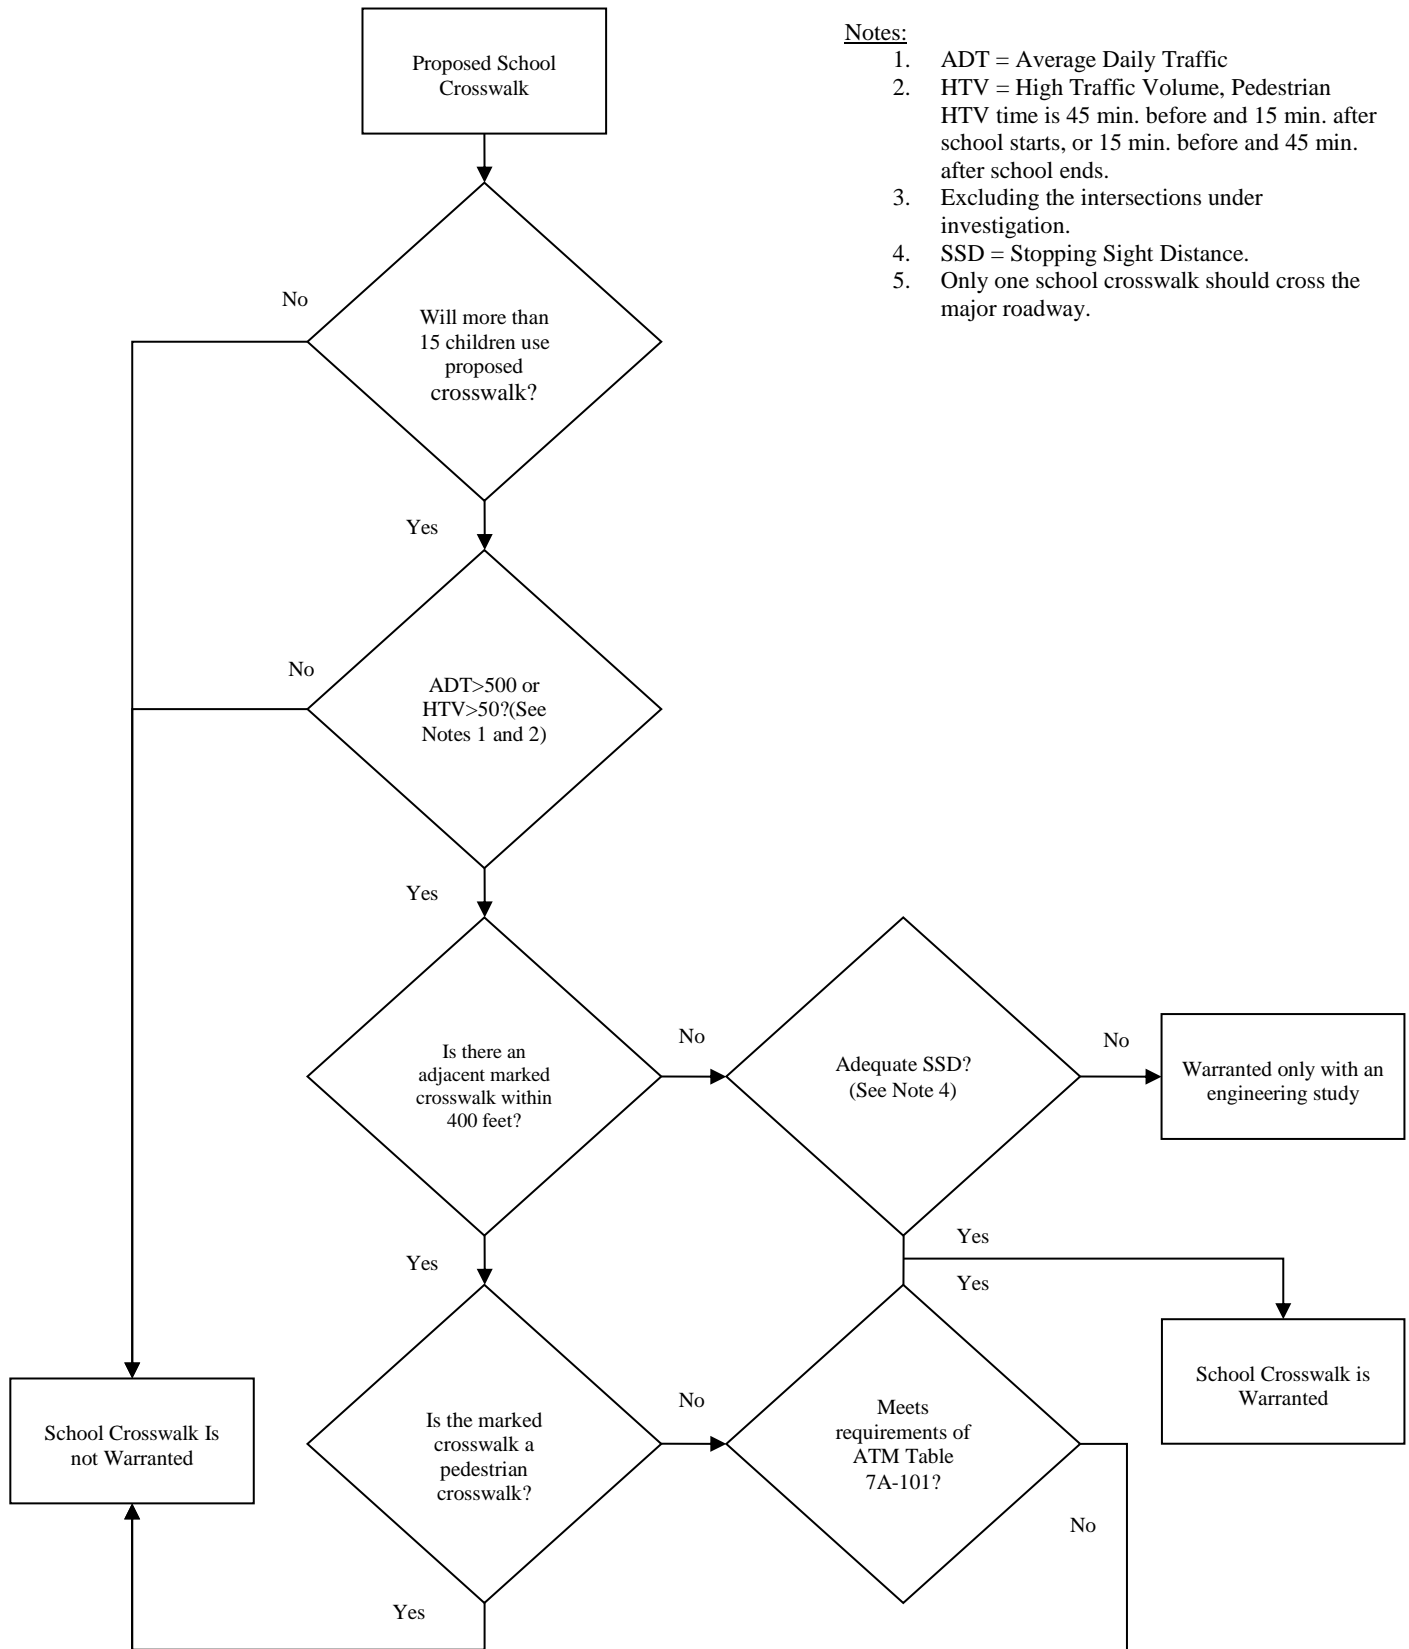 Proposed School
Crosswalk
Notes:
1. ADT = Average Daily Traffic
2. HTV = High Traffic Volume, Pedestrian
HTV time is 45 min. before and 15 min. after
school starts, or 15 min. before and 45 min.
after school ends.
3. Excluding the intersections under
investigation.
4. SSD = Stopping Sight Distance.
5. Only one school crosswalk should cross the
major roadway.
No
Will more than
15 children use
proposed
crosswalk?
Yes
No
ADT>500 or
HTV>50?(See
Notes 1 and 2)
Yes
Is there an
adjacent marked
crosswalk within
400 feet?
No
Adequate SSD?
(See Note 4)
No
Warranted only with an
engineering study
Yes
Yes
Yes
School Crosswalk is
Warranted
School Crosswalk Is
not Warranted
Is the marked
crosswalk a
pedestrian
crosswalk?
No
Meets
requirements of
ATM Table
7A-101?
No
Yes